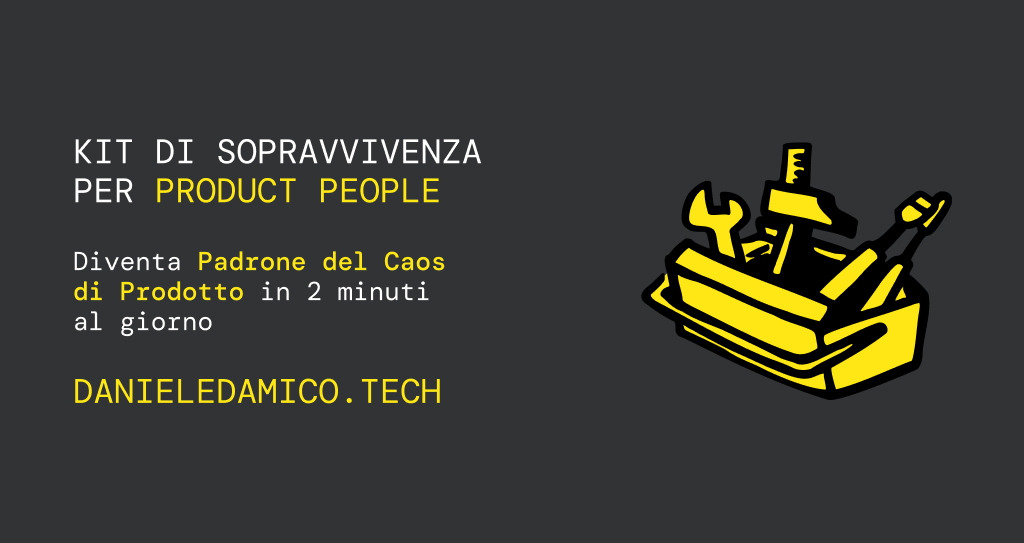 KIT DI SOPRAVVIVENZA
PER PRODUCT PEOPLE
Diventa Padrone del Caos
di Prodotto in 2 minuti
al giorno
DANIELEDAMICO.TECH